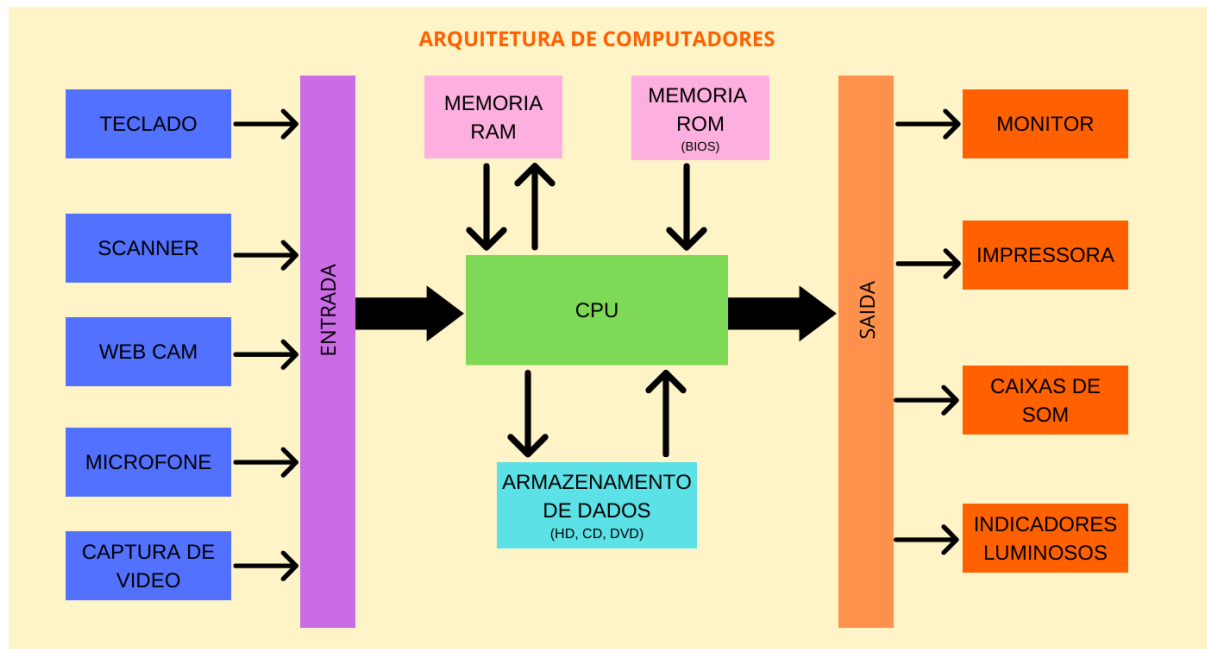 ARQUITETURA DE COMPUTADORES
TECLADO
SCANNER
WEB CAM
MICROFONE
CAPTURA DE
VIDEO
ENTRADA
MEMORIA
RAM
MEMORIA
ROM
(BIOS)
CPU
ARMAZENAMENTO
DE DADOS
(HD, CD, DVD)
SAIDA
MONITOR
IMPRESSORA
CAIXAS DE
SOM
INDICADORES
LUMINOSOS